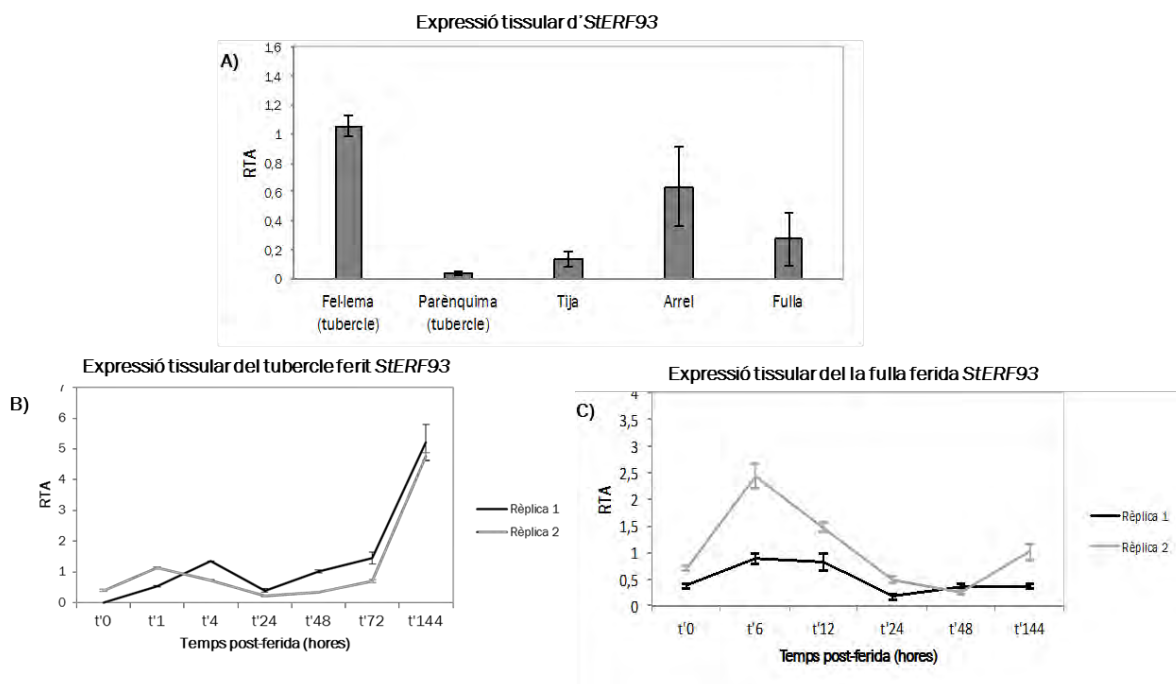 Expressió tissular d'StERF93
A)
1,6
1,4
1,2
1
0,8
0,6
0,4
0,2
0
RTA
Fel·lema (tubercle)
Parènquima (tubercle)
Tija
Arrel
Fulla
Expressió tissular del tubercle ferit StERF93
B)
7
6
5
4
3
2
1
0
RTA
t'0 t'1 t'4 t'24 t'48 t'72 t'144
Temps post-ferida (hores)
Rèplica 1
Rèplica 2
Expressió tissular del la fulla ferida StERF93
C)
4
3,5
3
2,5
2
1,5
1
0,5
0
RTA
t'0 t'6 t'12 t'24 t'48 t'144
Temps post-ferida (hores)
Rèplica 1
Rèplica 2